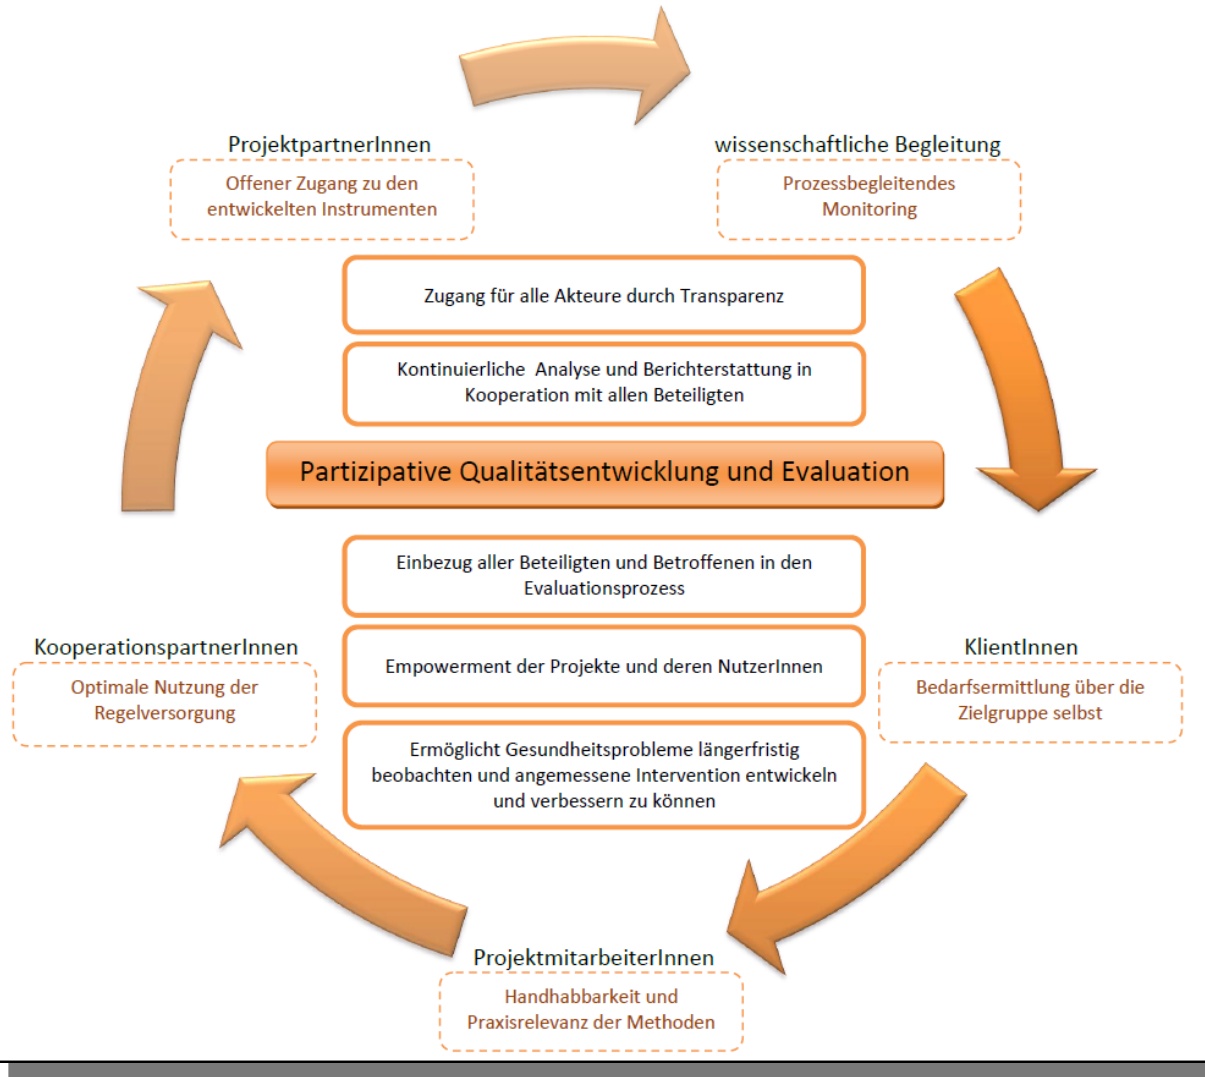 ProjektpartnerInnen
Offener Zugang zu den
entwickelten Instrumenten
wissenschaftliche Begleitung
Prozessbegleitendes
Monitoring
Zugang für alle Akteure durch Transparenz
Kontinuierliche Analyse und Berichterstattung in
Kooperation mit allen Beteiligten
Partizipative Qualitätsentwicklung und Evaluation
Einbezug aller Beteiligten und Betroffenen in den
Evaluationsprozess
Empowerment der Projekte und deren NutzerInnen
Ermöglicht Gesundheitsprobleme längerfristig
beobachten und angemessene Intervention entwickeln
und verbessern zu können
KooperationspartnerInnen
Optimale Nutzung der
Regelversorgung
KlientInnen
Bedarfsermittlung über die
Zielgruppe selbst
ProjektmitarbeiterInnen
Handhabbarkeit und
Praxisrelevanz der Methoden